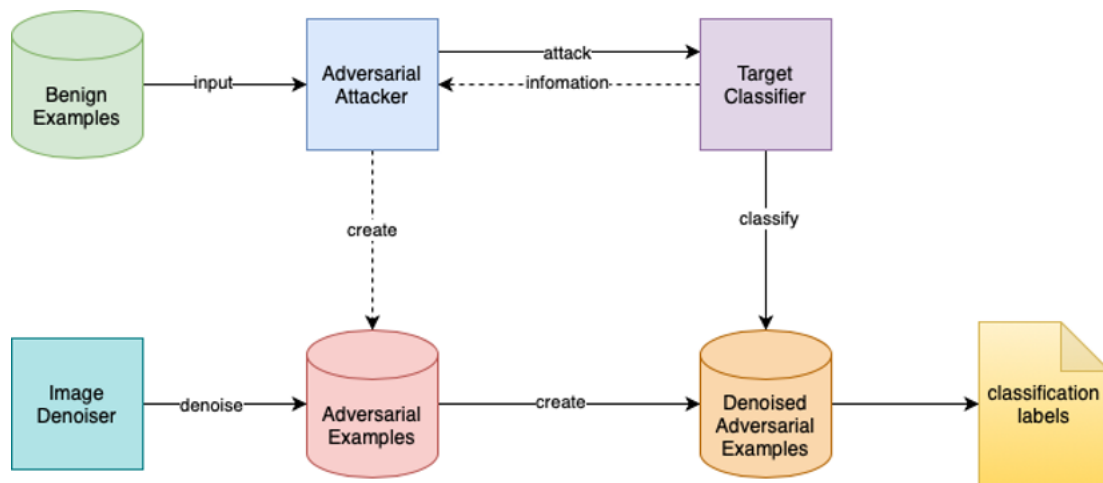 Benign
Examples
input
Adversarial
Attacker
attack
infomation
Target
Classifier
create
classify
Image
Denoiser
denoise
Adversarial
Examples
create
Denoised
Adversarial
Examples
classification
labels